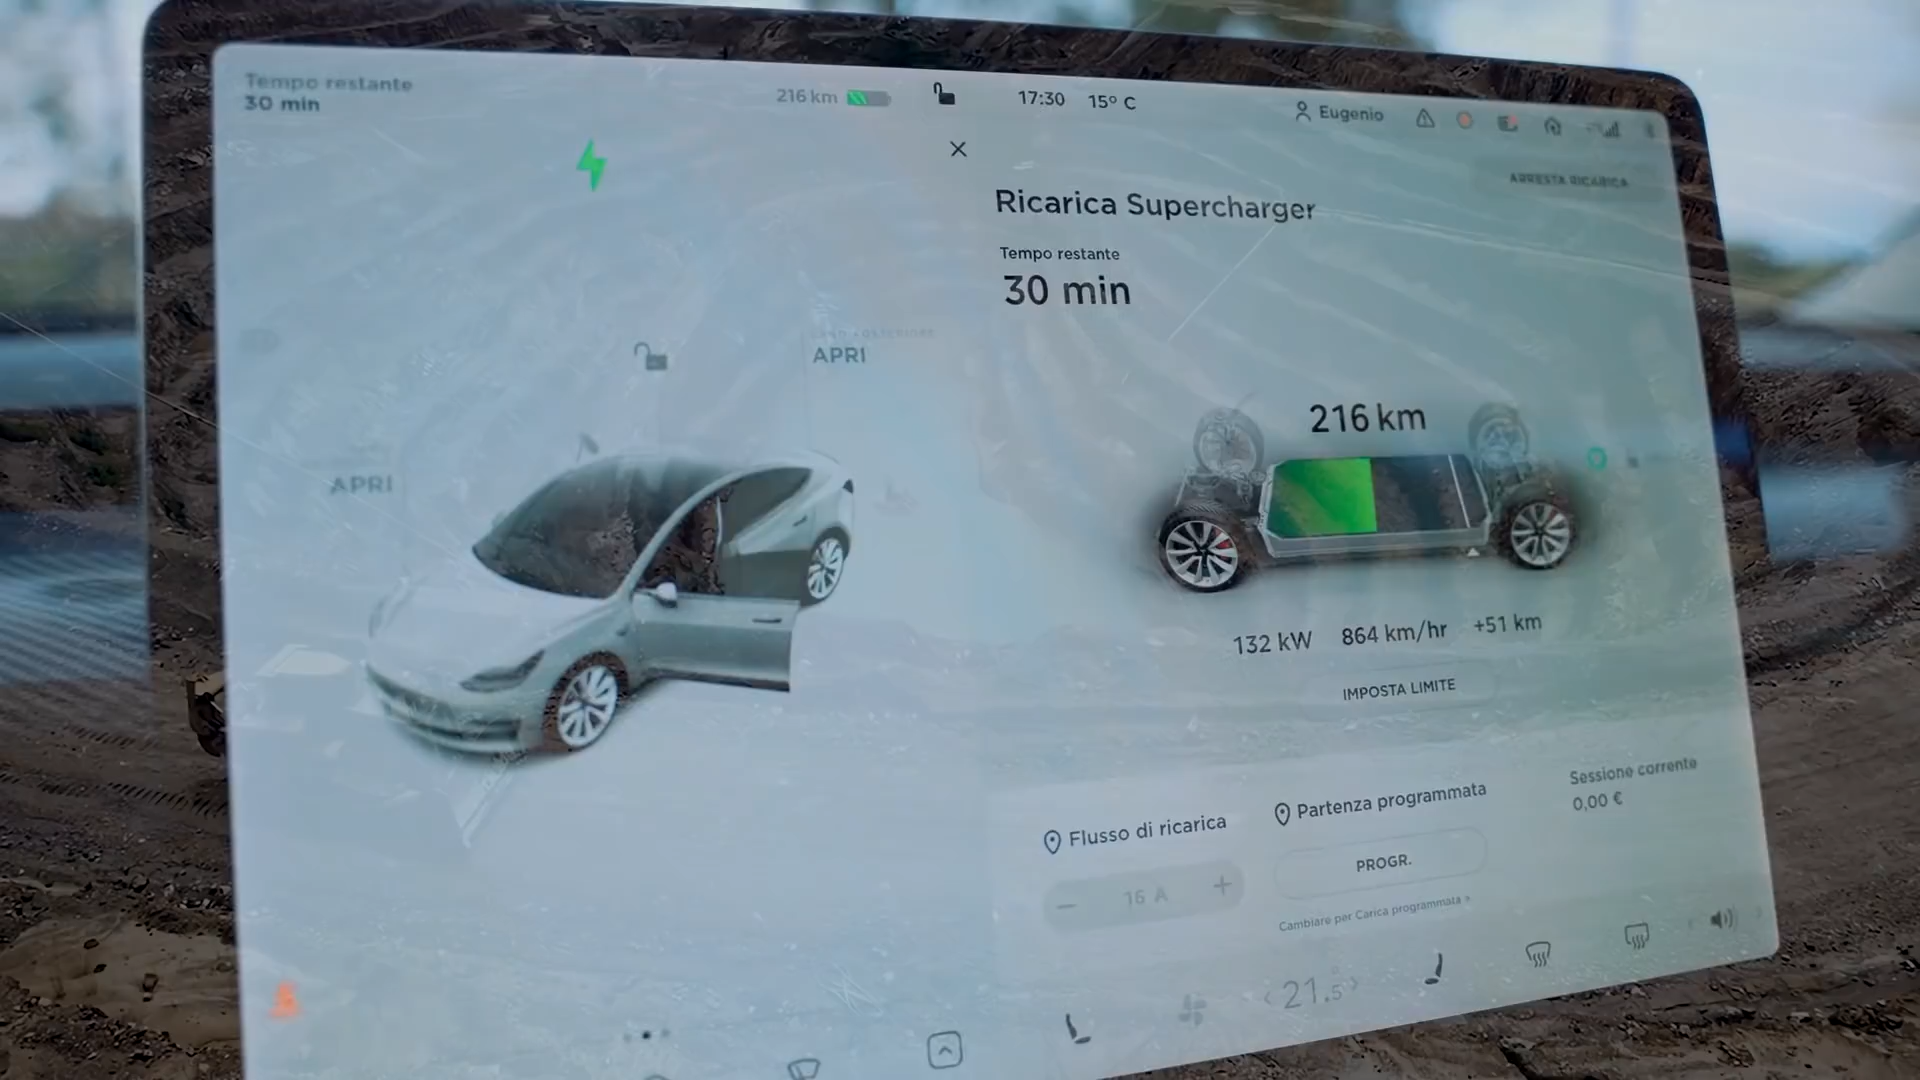 Tempo restante
30 min
216 km
17:30 15º C
Eugenio
ARRESTA RICARICA
Ricarica Supercharger
Tempo restante
30 min
APRI
APRI
216 km
132 kW 864 km/hr +51 km
IMPOSTA LIMITE
Flusso di ricarica
16 A
Partenza programmata
PROGR.
Cambiare per Carica programmata >
Sessione corrente
0,00 €
21.5°